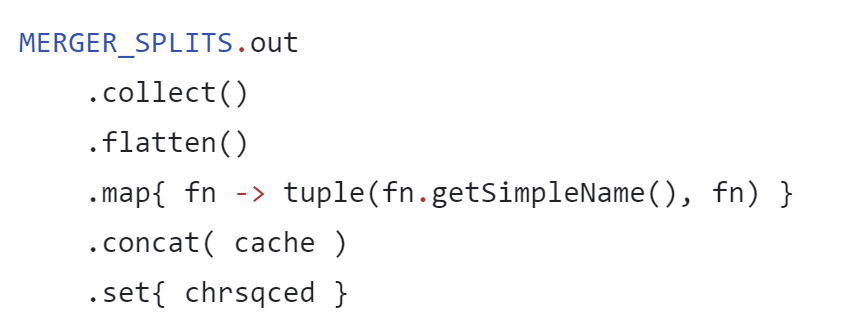 MERGER_SPLITS.out
    .collect()
    .flatten()
    .map{ fn -> tuple(fn.getSimpleName(), fn) }
    .concat( cache )
    .set{ chrsqced }